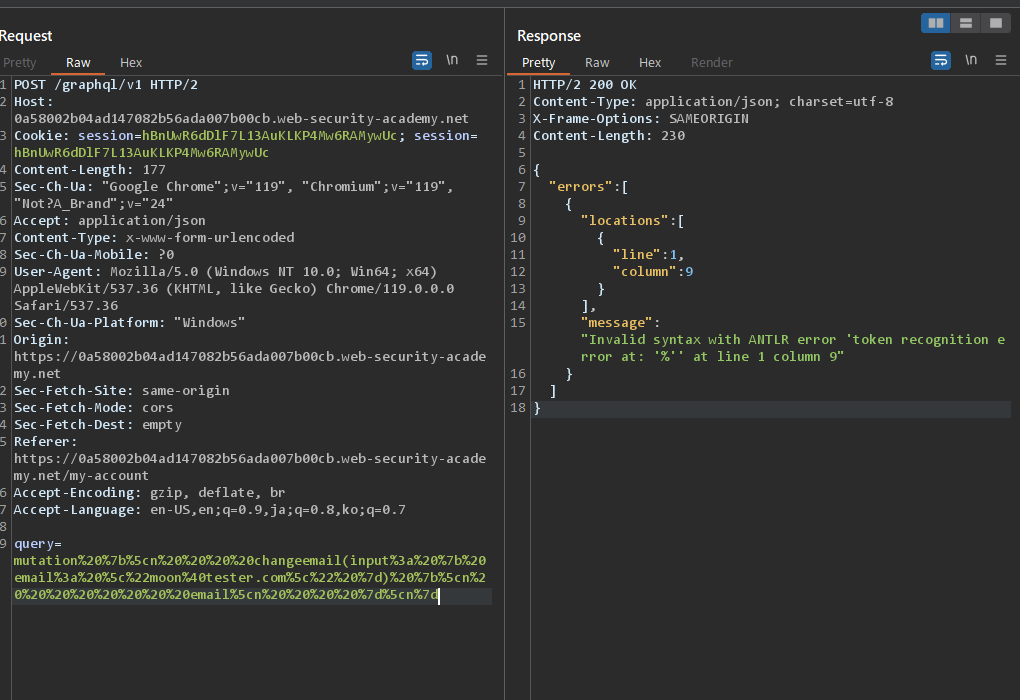 Request
Pretty Raw Hex
\n
1 POST /graphql/v1 HTTP/2
2 Host:
0a58002b04ad147082b56ada007b00cb.web-security-academy.net
3 Cookie: session=hBnUwR6dDlF7L13AuKLKP4Mw6RAMywUc; session=
hBnUwR6dDlF7L13AuKLKP4Mw6RAMywUc
4 Content-Length: 177
5 Sec-Ch-Ua: "Google Chrome";v="119", "Chromium";v="119",
"Not?A_Brand";v="24"
6 Accept: application/json
7 Content-Type: x-www-form-urlencoded
8 Sec-Ch-Ua-Mobile: ?0
9 User-Agent: Mozilla/5.0 (Windows NT 10.0; Win64; x64)
AppleWebKit/537.36 (KHTML, like Gecko) Chrome/119.0.0.0
Safari/537.36
0 Sec-Ch-Ua-Platform: "Windows"
1 Origin:
https://0a58002b04ad147082b56ada007b00cb.web-security-acade
my.net
2 Sec-Fetch-Site: same-origin
3 Sec-Fetch-Mode: cors
4 Sec-Fetch-Dest: empty
5 Referer:
https://0a58002b04ad147082b56ada007b00cb.web-security-acade
my.net/my-account
6 Accept-Encoding: gzip, deflate, br
7 Accept-Language: en-US,en;q=0.9,ja;q=0.8,ko;q=0.7
8
9 query=
mutation%20%7b%5cn%20%20%20%20changeemail(input%3a%20%7b%20
email%3a%20%5c%22moon%40tester.com%5c%22%20%7d)%20%7b%5cn%2
0%20%20%20%20%20%20%20email%5cn%20%20%20%20%7d%5cn%7d
Response
Pretty Raw Hex Render
\n
1 HTTP/2 200 OK
2 Content-Type: application/json; charset=utf-8
3 X-Frame-Options: SAMEORIGIN
4 Content-Length: 230
5
6 {
7 "errors":[
8 {
9 "locations":[
10 {
11 "line":1,
12 "column":9
13 }
14 ],
15 "message":
"Invalid syntax with ANTLR error 'token recognition e
rror at: '%'' at line 1 column 9"
16 }
17 ]
18 }